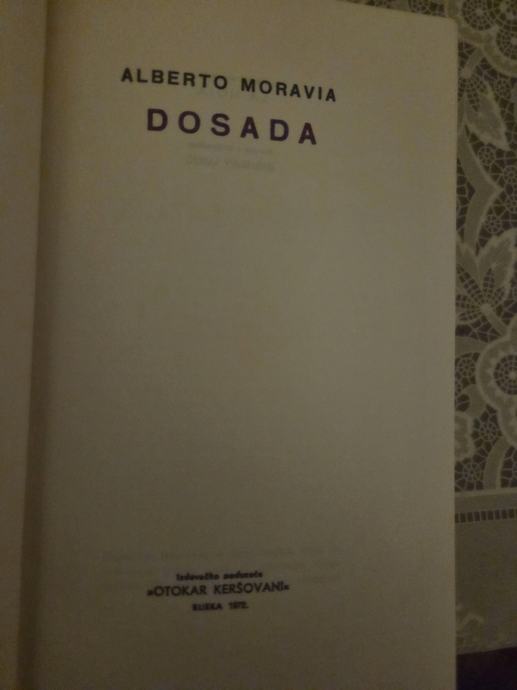 ALBERTO MORAVIA
DOSADA
Izdavačko poduzeće
»OTOKAR KERŠOVANI«
RIJEKA 1972.